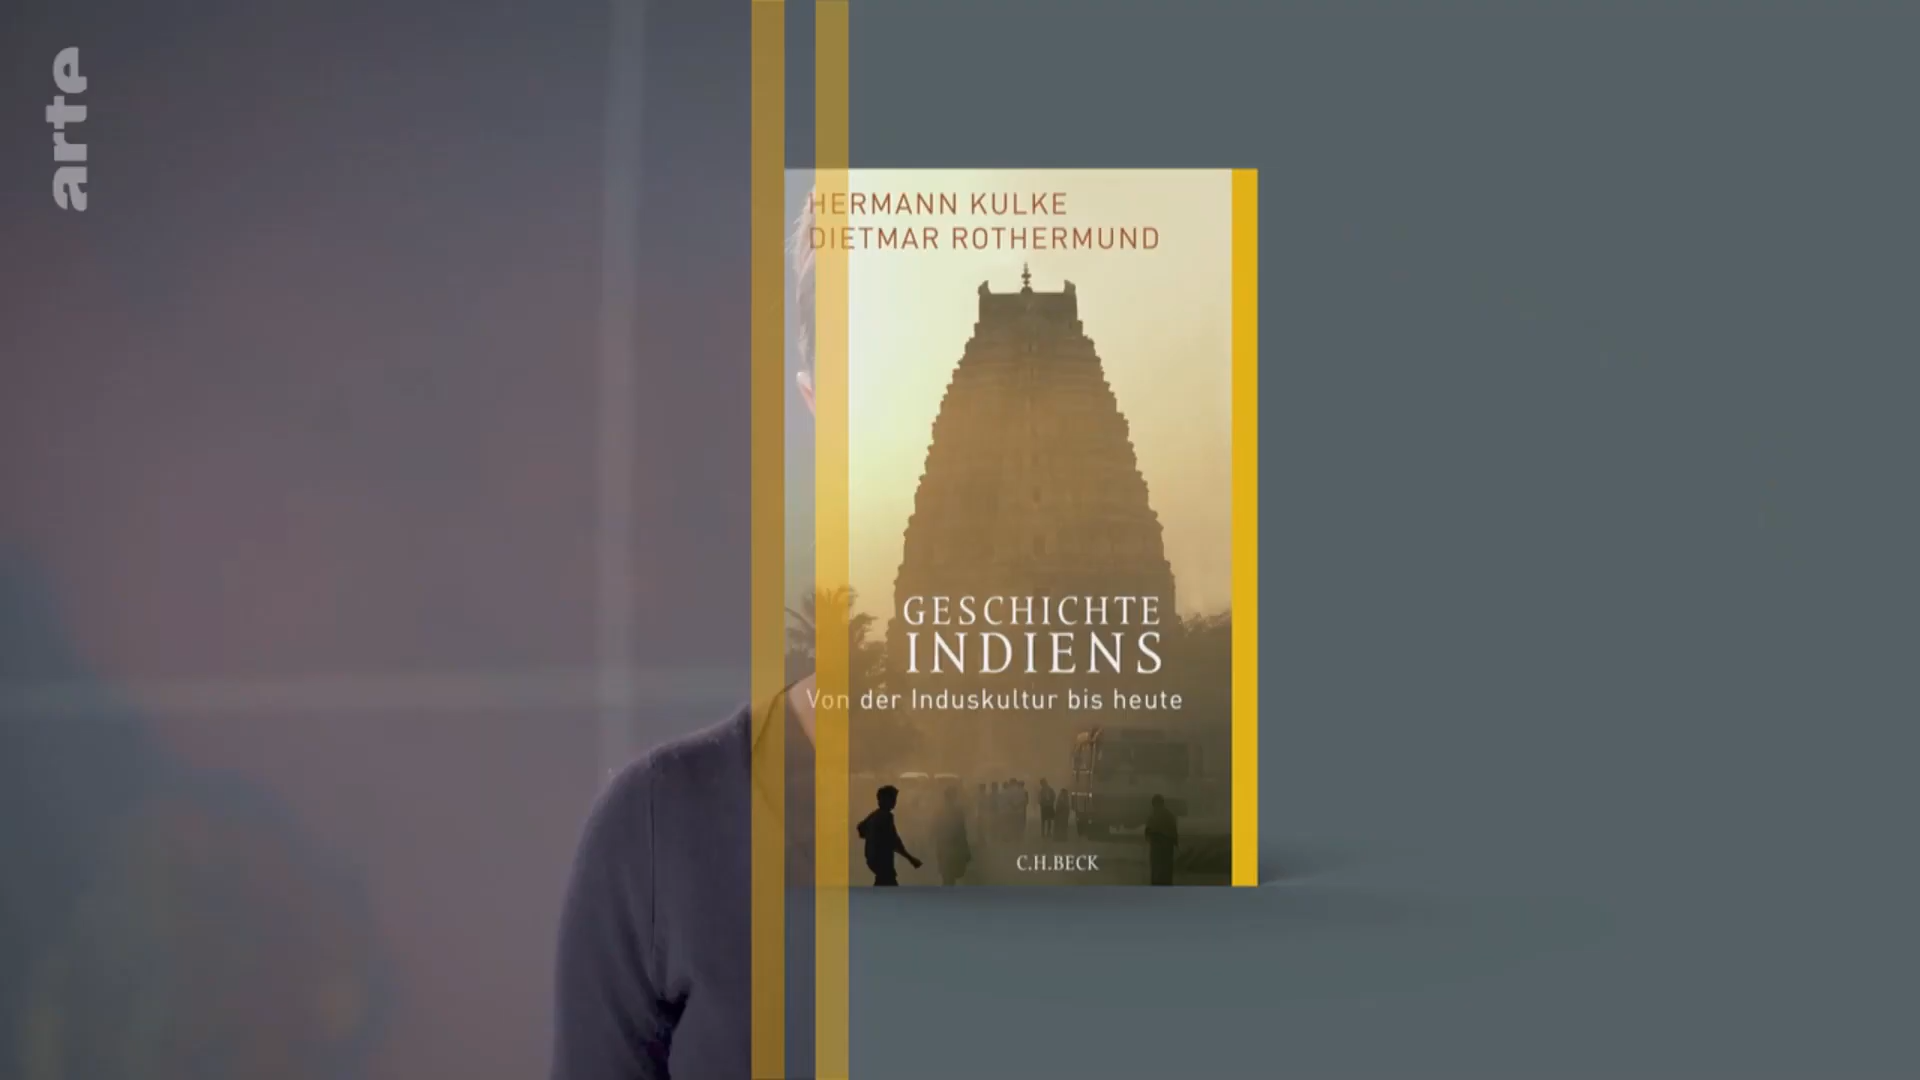 arte
HERMANN KULKE
DIETMAR ROTHERMUND
GESCHICHTE
INDIENS
Von der Induskultur bis heute
C.H.BECK